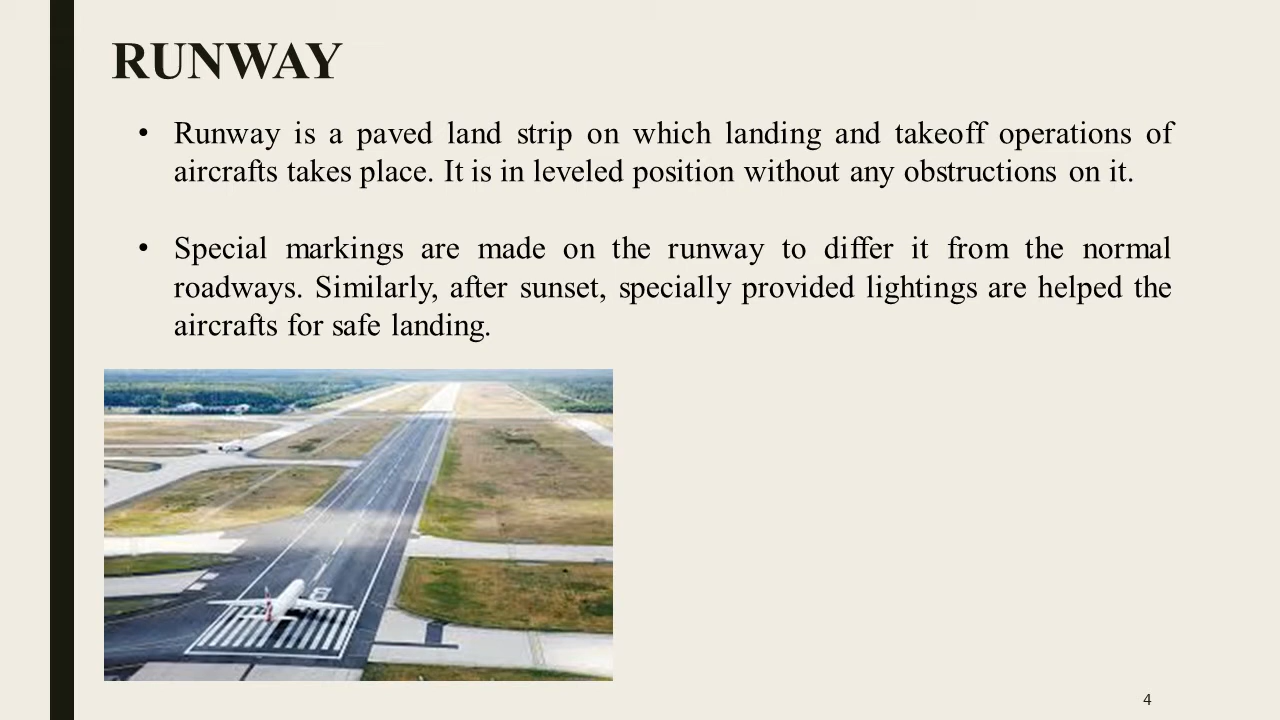 RUNWAY
• Runway is a paved land strip on which landing and takeoff operations of
aircrafts takes place. It is in leveled position without any obstructions on it.
• Special markings are made on the runway to differ it from the normal
roadways. Similarly, after sunset, specially provided lightings are helped the
aircrafts for safe landing.
4